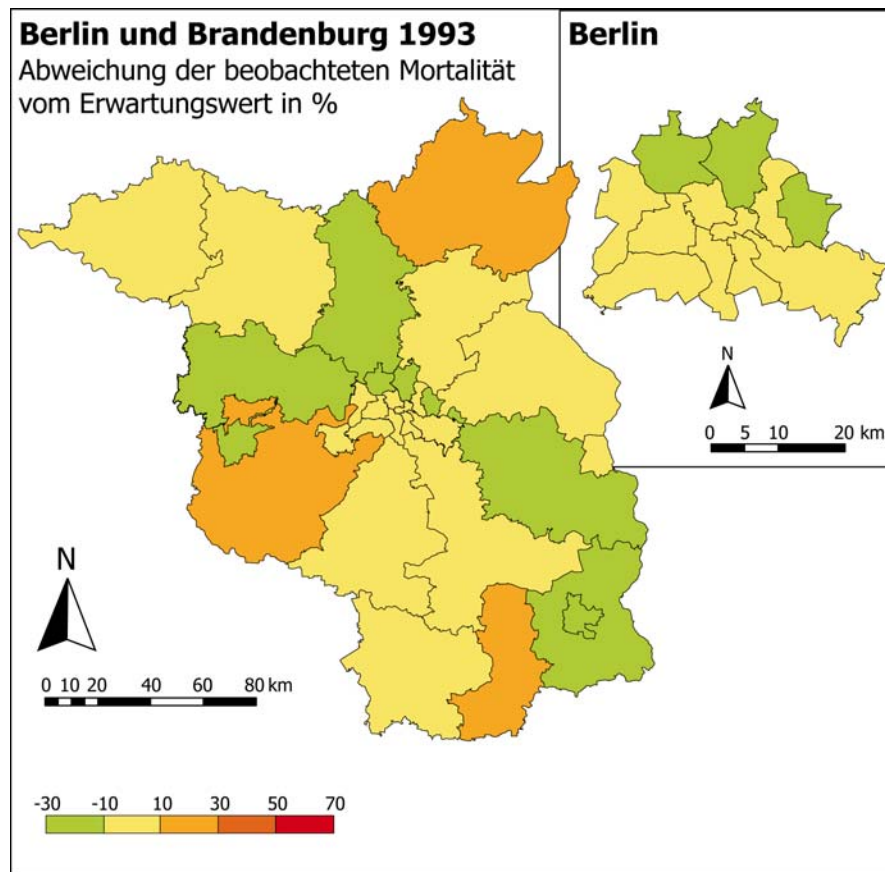 Berlin und Brandenburg 1993
Abweichung der beobachteten Mortalität
vom Erwartungswert in %
Berlin
N
0 5 10 20 km
N
0 10 20 40 60 80 km
-30 -10 10 30 50 70